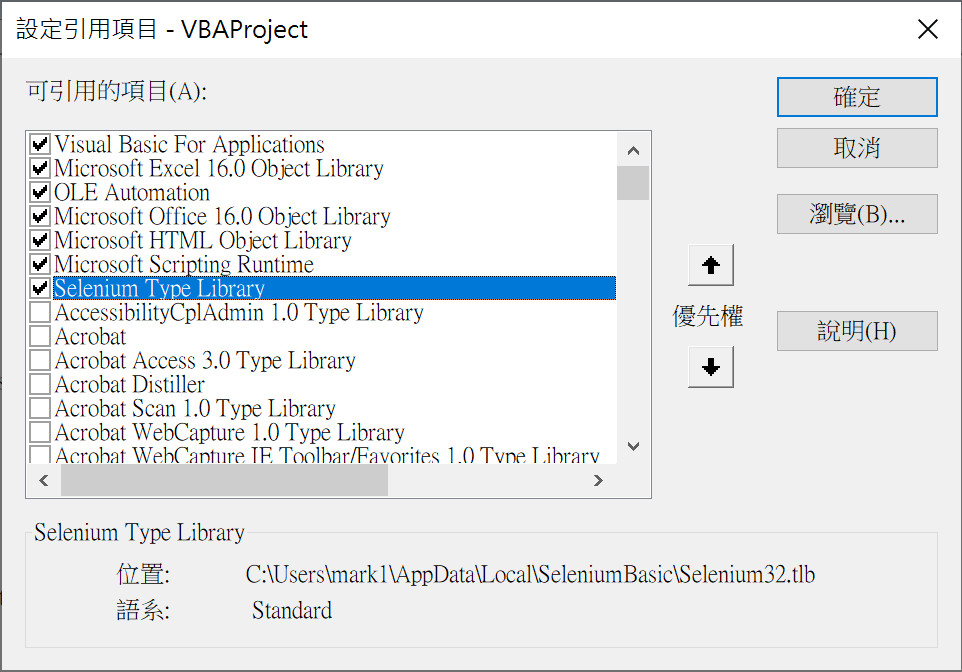 設定引用項目 - VBAProject
可引用的項目(A):
Visual Basic For Applications
Microsoft Excel 16.0 Object Library
OLE Automation
Microsoft Office 16.0 Object Library
Microsoft HTML Object Library
Microsoft Scripting Runtime
Selenium Type Library
AccessibilityCplAdmin 1.0 Type Library
Acrobat
Acrobat Access 3.0 Type Library
Acrobat Distiller
Acrobat Scan 1.0 Type Library
Acrobat WebCapture 1.0 Type Library
Acrobat WebCapture IE Toolbar/Favorites 1.0 Type Library
優先權
確定
取消
瀏覽(B)...
說明(H)
Selenium Type Library
位置: C:\Users\mark1\AppData\Local\SeleniumBasic\Selenium32.tlb
語系: Standard